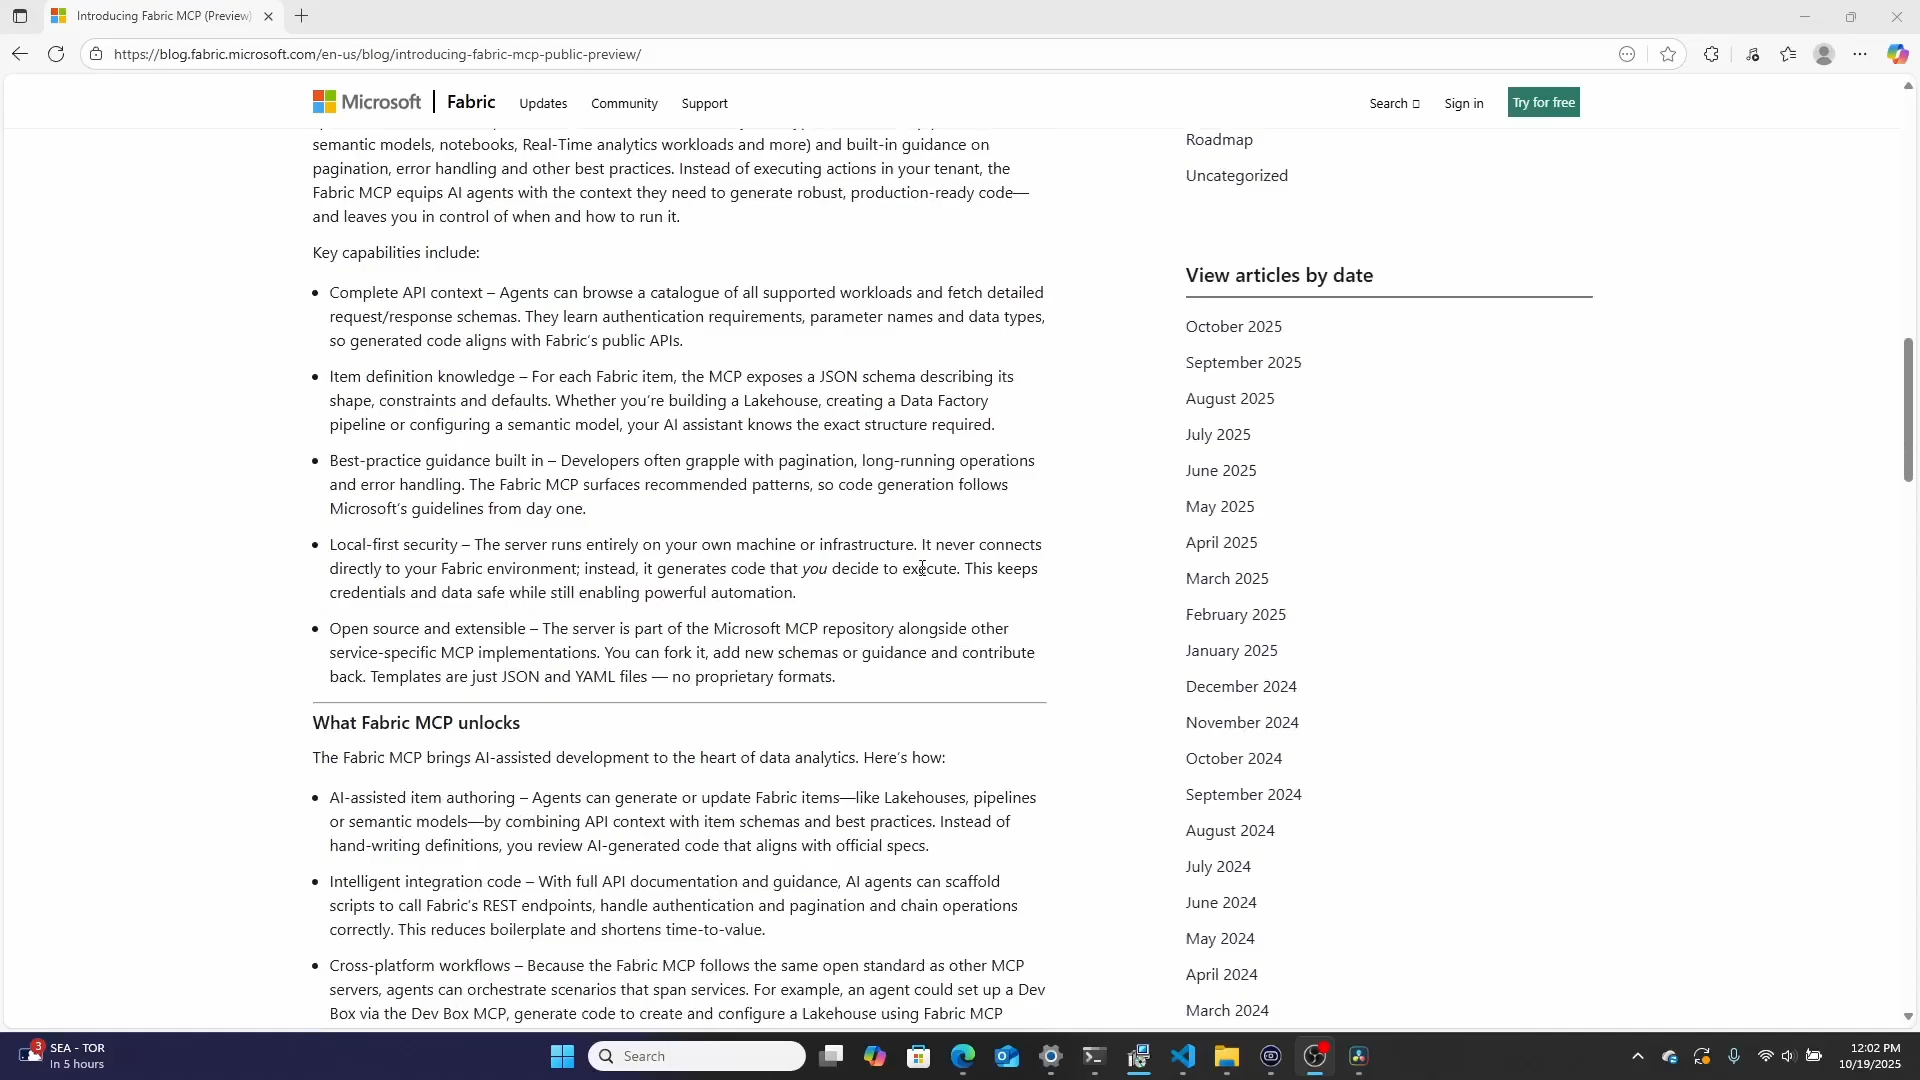 Introducing Fabric MCP (Preview)
https://blog.fabric.microsoft.com/en-us/blog/introducing-fabric-mcp-public-preview/
Microsoft
Fabric
Updates
Community
Support
Search
Sign in
Try for free
semantic models, notebooks, Real-Time analytics workloads and more) and built-in guidance on
pagination, error handling and other best practices. Instead of executing actions in your tenant, the
Fabric MCP equips AI agents with the context they need to generate robust, production-ready code—
and leaves you in control of when and how to run it.
Key capabilities include:
• Complete API context – Agents can browse a catalogue of all supported workloads and fetch detailed
request/response schemas. They learn authentication requirements, parameter names and data types,
so generated code aligns with Fabric’s public APIs.
• Item definition knowledge – For each Fabric item, the MCP exposes a JSON schema describing its
shape, constraints and defaults. Whether you’re building a Lakehouse, creating a Data Factory
pipeline or configuring a semantic model, your AI assistant knows the exact structure required.
• Best-practice guidance built in – Developers often grapple with pagination, long-running operations
and error handling. The Fabric MCP surfaces recommended patterns, so code generation follows
Microsoft’s guidelines from day one.
• Local-first security – The server runs entirely on your own machine or infrastructure. It never connects
directly to your Fabric environment; instead, it generates code that you decide to execute. This keeps
credentials and data safe while still enabling powerful automation.
• Open source and extensible – The server is part of the Microsoft MCP repository alongside other
service-specific MCP implementations. You can fork it, add new schemas or guidance and contribute
back. Templates are just JSON and YAML files — no proprietary formats.
What Fabric MCP unlocks
The Fabric MCP brings AI-assisted development to the heart of data analytics. Here’s how:
• AI-assisted item authoring – Agents can generate or update Fabric items—like Lakehouses, pipelines
or semantic models—by combining API context with item schemas and best practices. Instead of
hand-writing definitions, you review AI-generated code that aligns with official specs.
• Intelligent integration code – With full API documentation and guidance, AI agents can scaffold
scripts to call Fabric’s REST endpoints, handle authentication and pagination and chain operations
correctly. This reduces boilerplate and shortens time-to-value.
• Cross-platform workflows – Because the Fabric MCP follows the same open standard as other MCP
servers, agents can orchestrate scenarios that span services. For example, an agent could set up a Dev
Box via the Dev Box MCP, generate code to create and configure a Lakehouse using Fabric MCP
Roadmap
Uncategorized
View articles by date
October 2025
September 2025
August 2025
July 2025
June 2025
May 2025
April 2025
March 2025
February 2025
January 2025
December 2024
November 2024
October 2024
September 2024
August 2024
July 2024
June 2024
May 2024
April 2024
March 2024
3
SEA - TOR
In 5 hours
Search
12:02 PM
10/19/2025